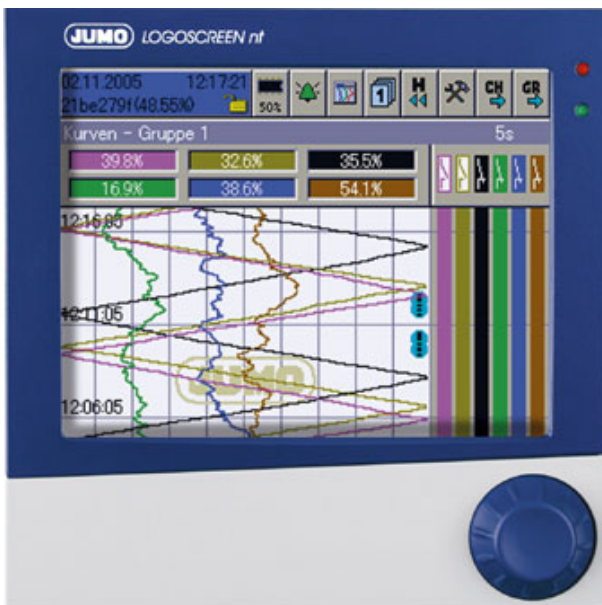 JUMO LOGOSCREEN nt
02.11.2005 12:17:21
21be279f(48.55%)
50%
1
H
CH
GR
Kurven - Gruppe 1 5s
39.8% 32.6% 35.5%
16.9% 38.6% 54.1%
12:16:05
12:11:05
JUMO
12:06:05